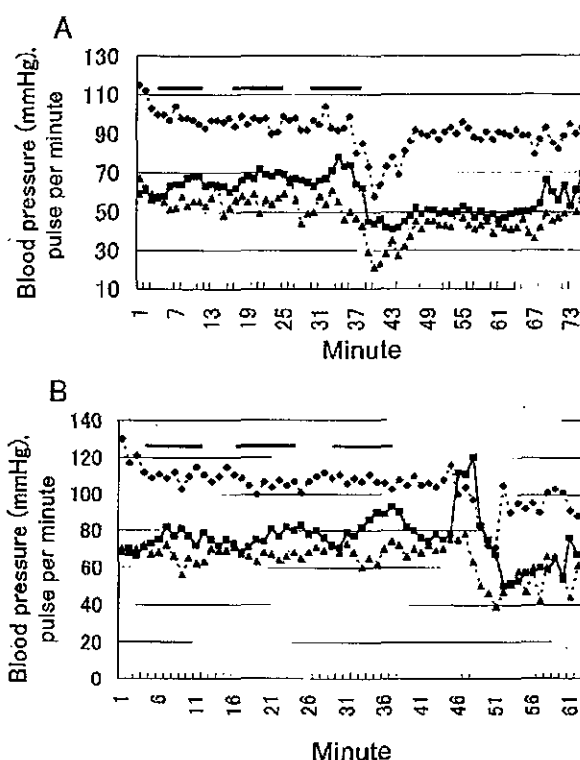 A
Blood pressure (mmHg),
pulse per minute
130
110
90
70
50
30
10
1 7 13 19 25 31 37 43 49 55 61 67 73
Minute
B
Blood pressure (mmHg),
pulse per minute
140
120
100
80
60
40
20
0
1 6 11 16 21 26 31 36 41 46 51 56 61
Minute